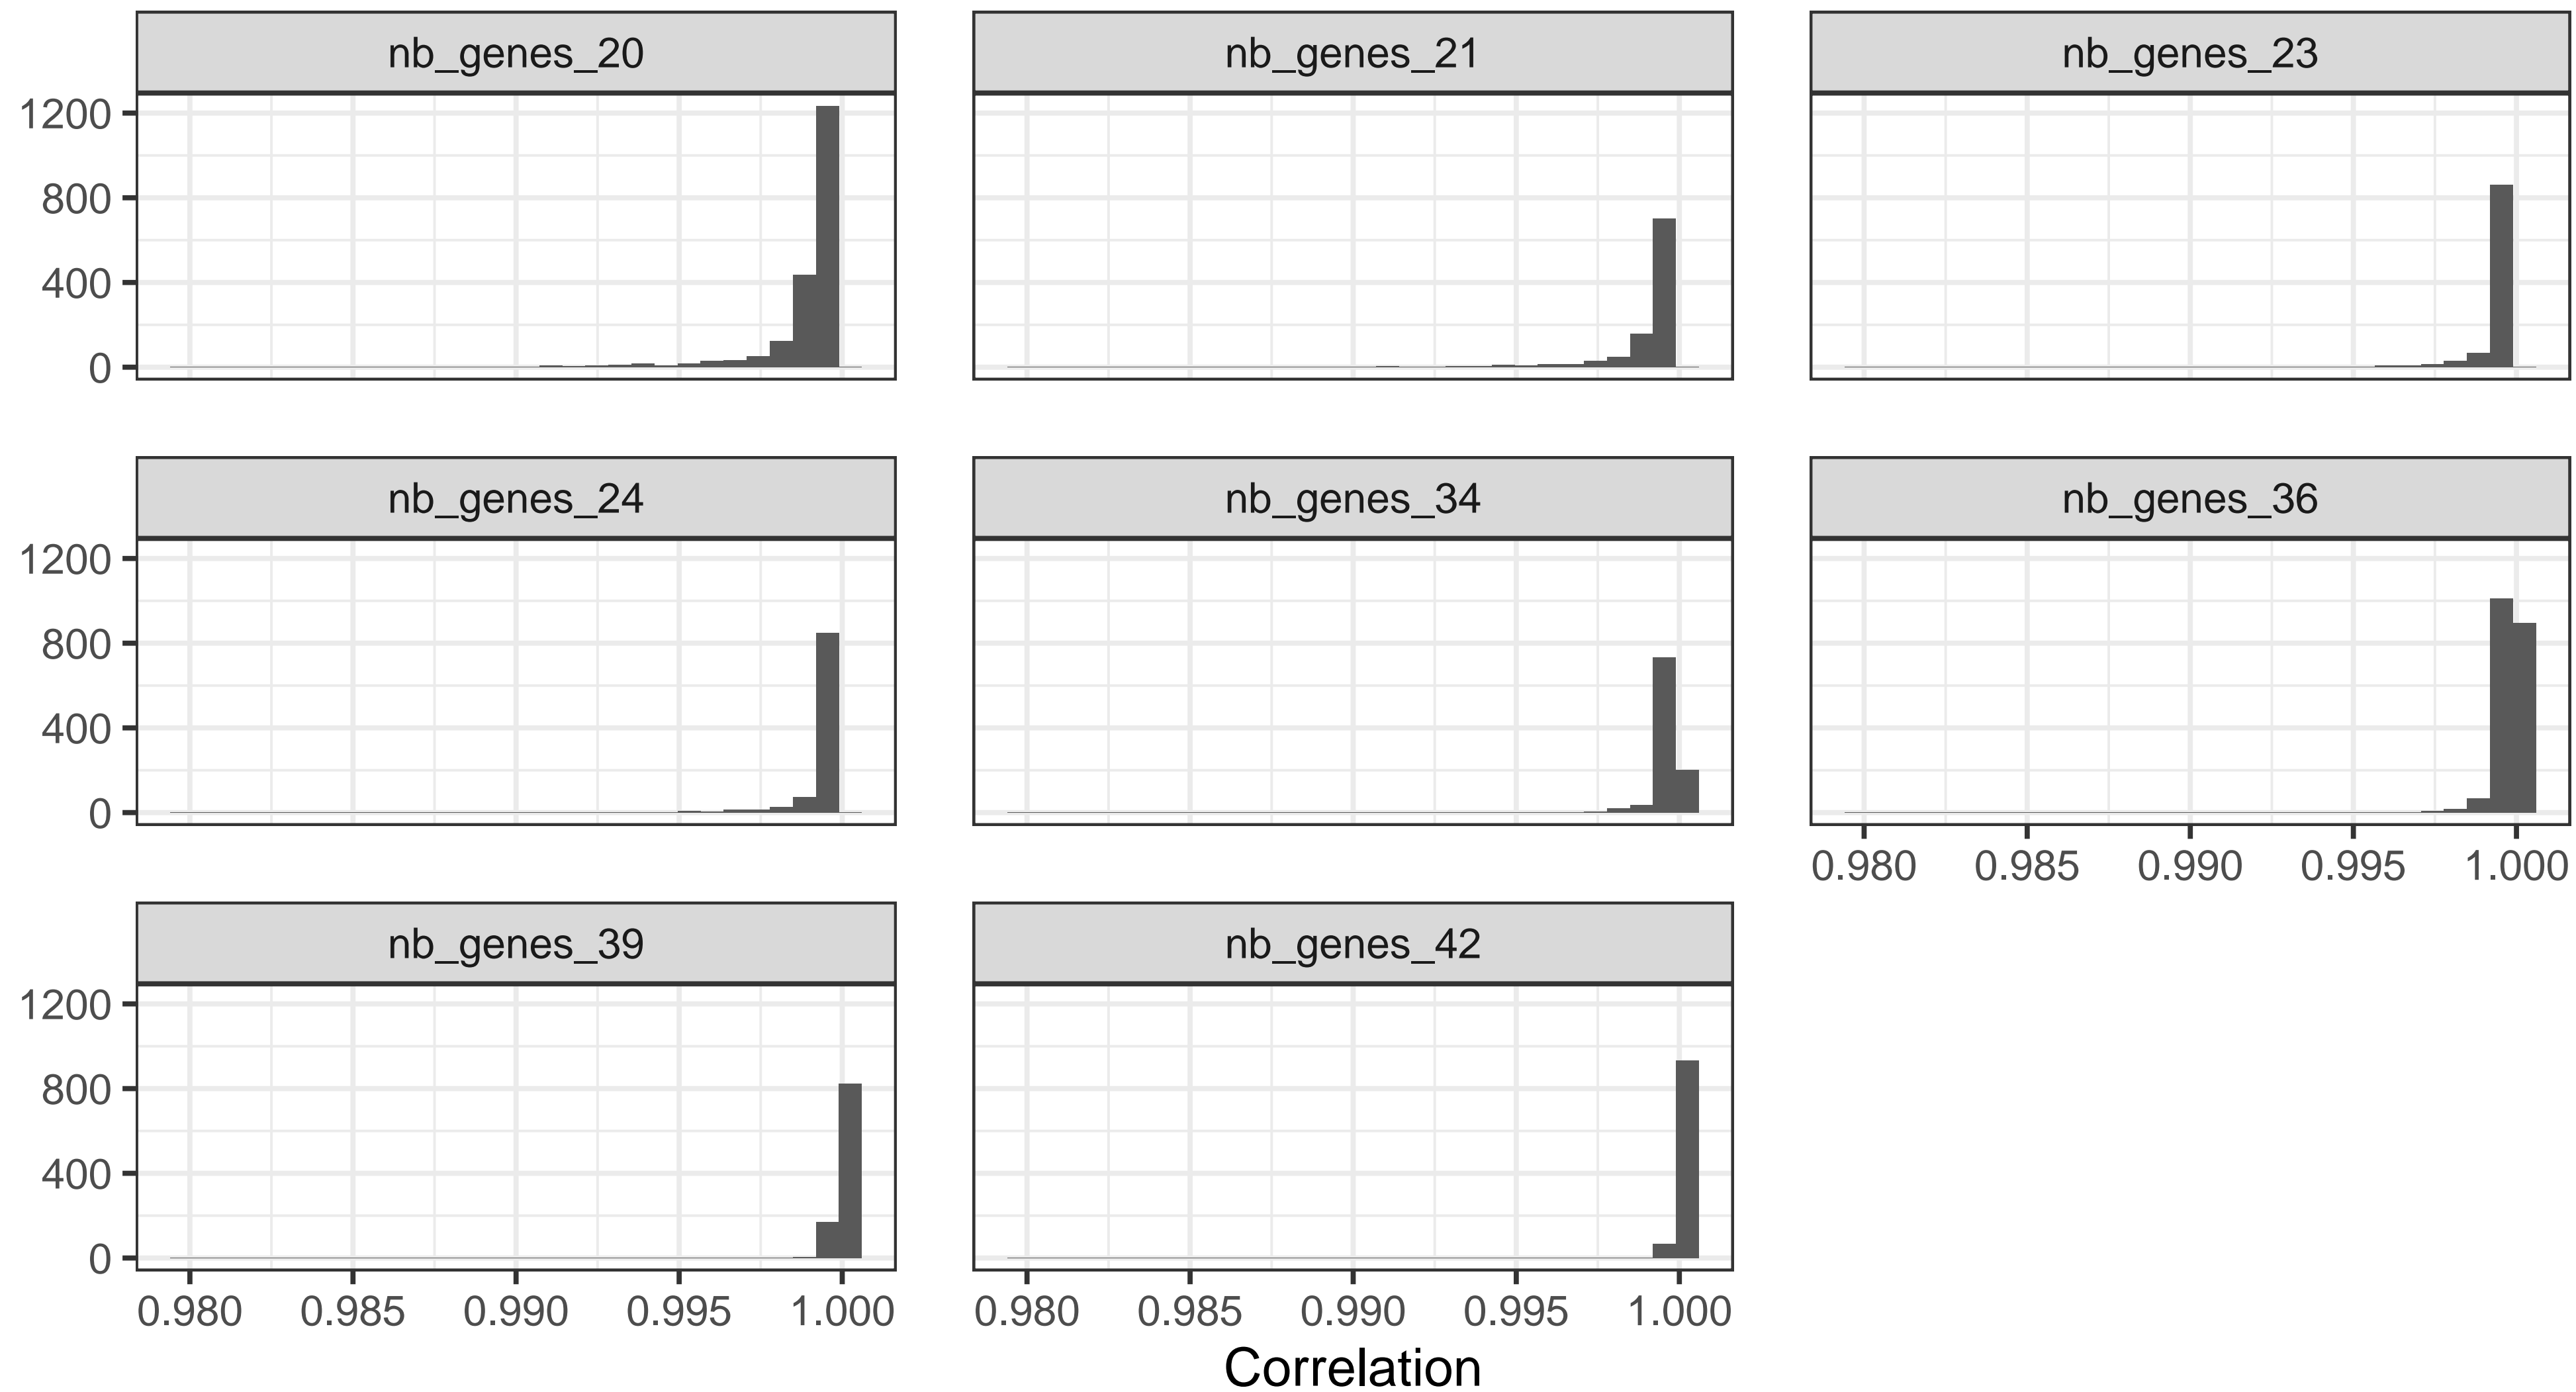 nb_genes_20 nb_genes_21 nb_genes_23
1200
800
400
0
nb_genes_24 nb_genes_34 nb_genes_36
1200
800
400
0
0.980 0.985 0.990 0.995 1.000
nb_genes_39 nb_genes_42
1200
800
400
0
0.980 0.985 0.990 0.995 1.000 0.980 0.985 0.990 0.995 1.000
Correlation